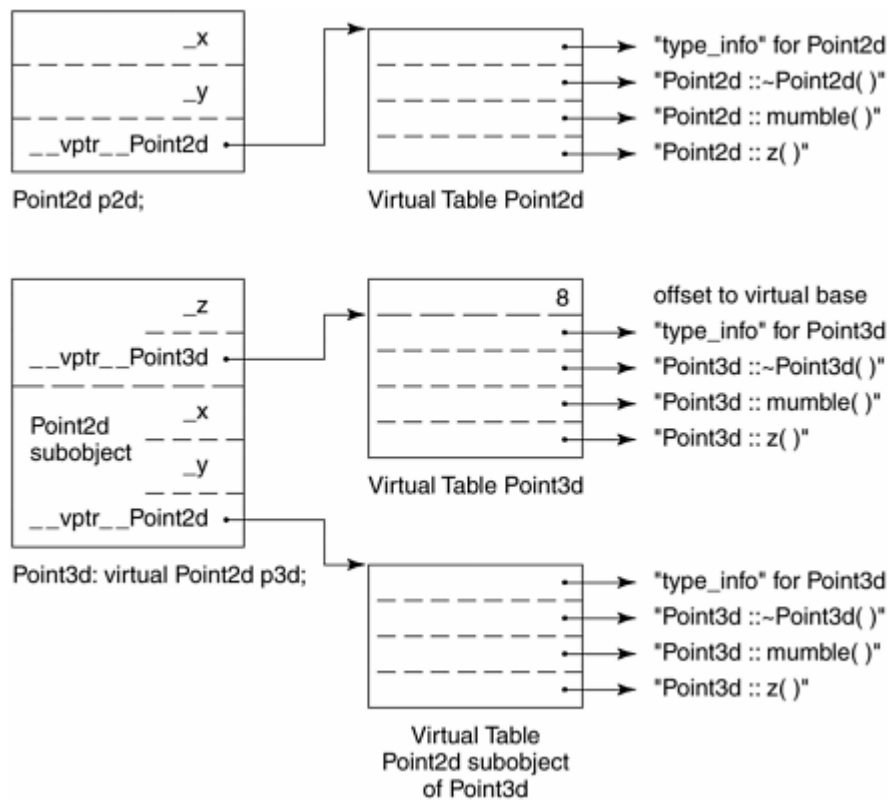 _x
_y
__vptr__Point2d
Point2d p2d;
"type_info" for Point2d
"Point2d ::~Point2d( )"
"Point2d :: mumble( )"
"Point2d :: z( )"
Virtual Table Point2d
_z
__vptr__Point3d
Point2d
subobject
_x
_y
__vptr__Point2d
Point3d: virtual Point2d p3d;
8
offset to virtual base
"type_info" for Point3d
"Point3d ::~Point3d( )"
"Point3d :: mumble( )"
"Point3d :: z( )"
Virtual Table Point3d
"type_info" for Point3d
"Point3d ::~Point3d( )"
"Point3d :: mumble( )"
"Point3d :: z( )"
Virtual Table
Point2d subobject
of Point3d